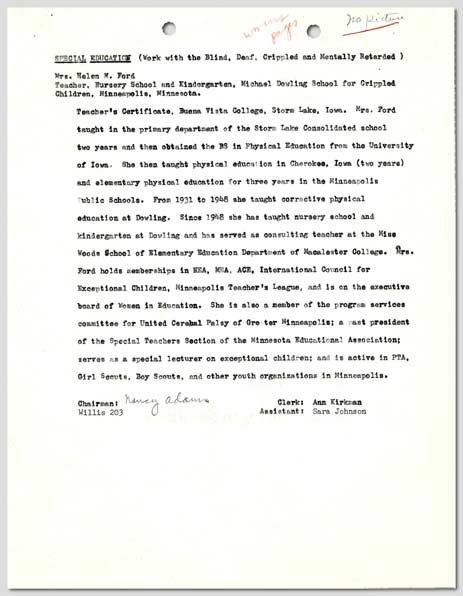 womens
pages
no picture
SPECIAL EDUCATION (Work with the Blind, Deaf, Crippled and Mentally Retarded )
Mrs. Helen M. Ford
Teacher, Nursery School and Kindergarten, Michael Dowling School for Crippled
Children, Minneapolis, Minnesota.
Teacher's Certificate, Buena Vista College, Storm Lake, Iowa. Mrs. Ford
taught in the primary department of the Storm Lake Consolidated school
two years and then obtained the BS in Physical Education from the University
of Iowa. She then taught physical education in Cherokee, Iowa (two years)
and elementary physical education for three years in the Minneapolis
Public Schools. From 1931 to 1948 she taught corrective physical
education at Dowling. Since 1948 she has taught nursery school and
kindergarten at Dowling and has served as consulting teacher at the Miss
Woods School of Elementary Education Department of Macalester College. Mrs.
Ford holds memberships in NEA, MEA, ACE, International Council for
Exceptional Children, Minneapolis Teacher's League, and is on the executive
board of Women in Education. She is also a member of the program services
committee for United Cerebal Palsy of Greater Minneapolis; a past president
of the Special Teachers Section of the Minnesota Educational Association;
serves as a special lecturer on exceptional children; and is active in PTA,
Girl Scouts, Boy Scouts, and other youth organizations in Minneapolis.
Chairman: Nancy Adams Clerk: Ann Kirkman
Willis 203 Assistant: Sara Johnson